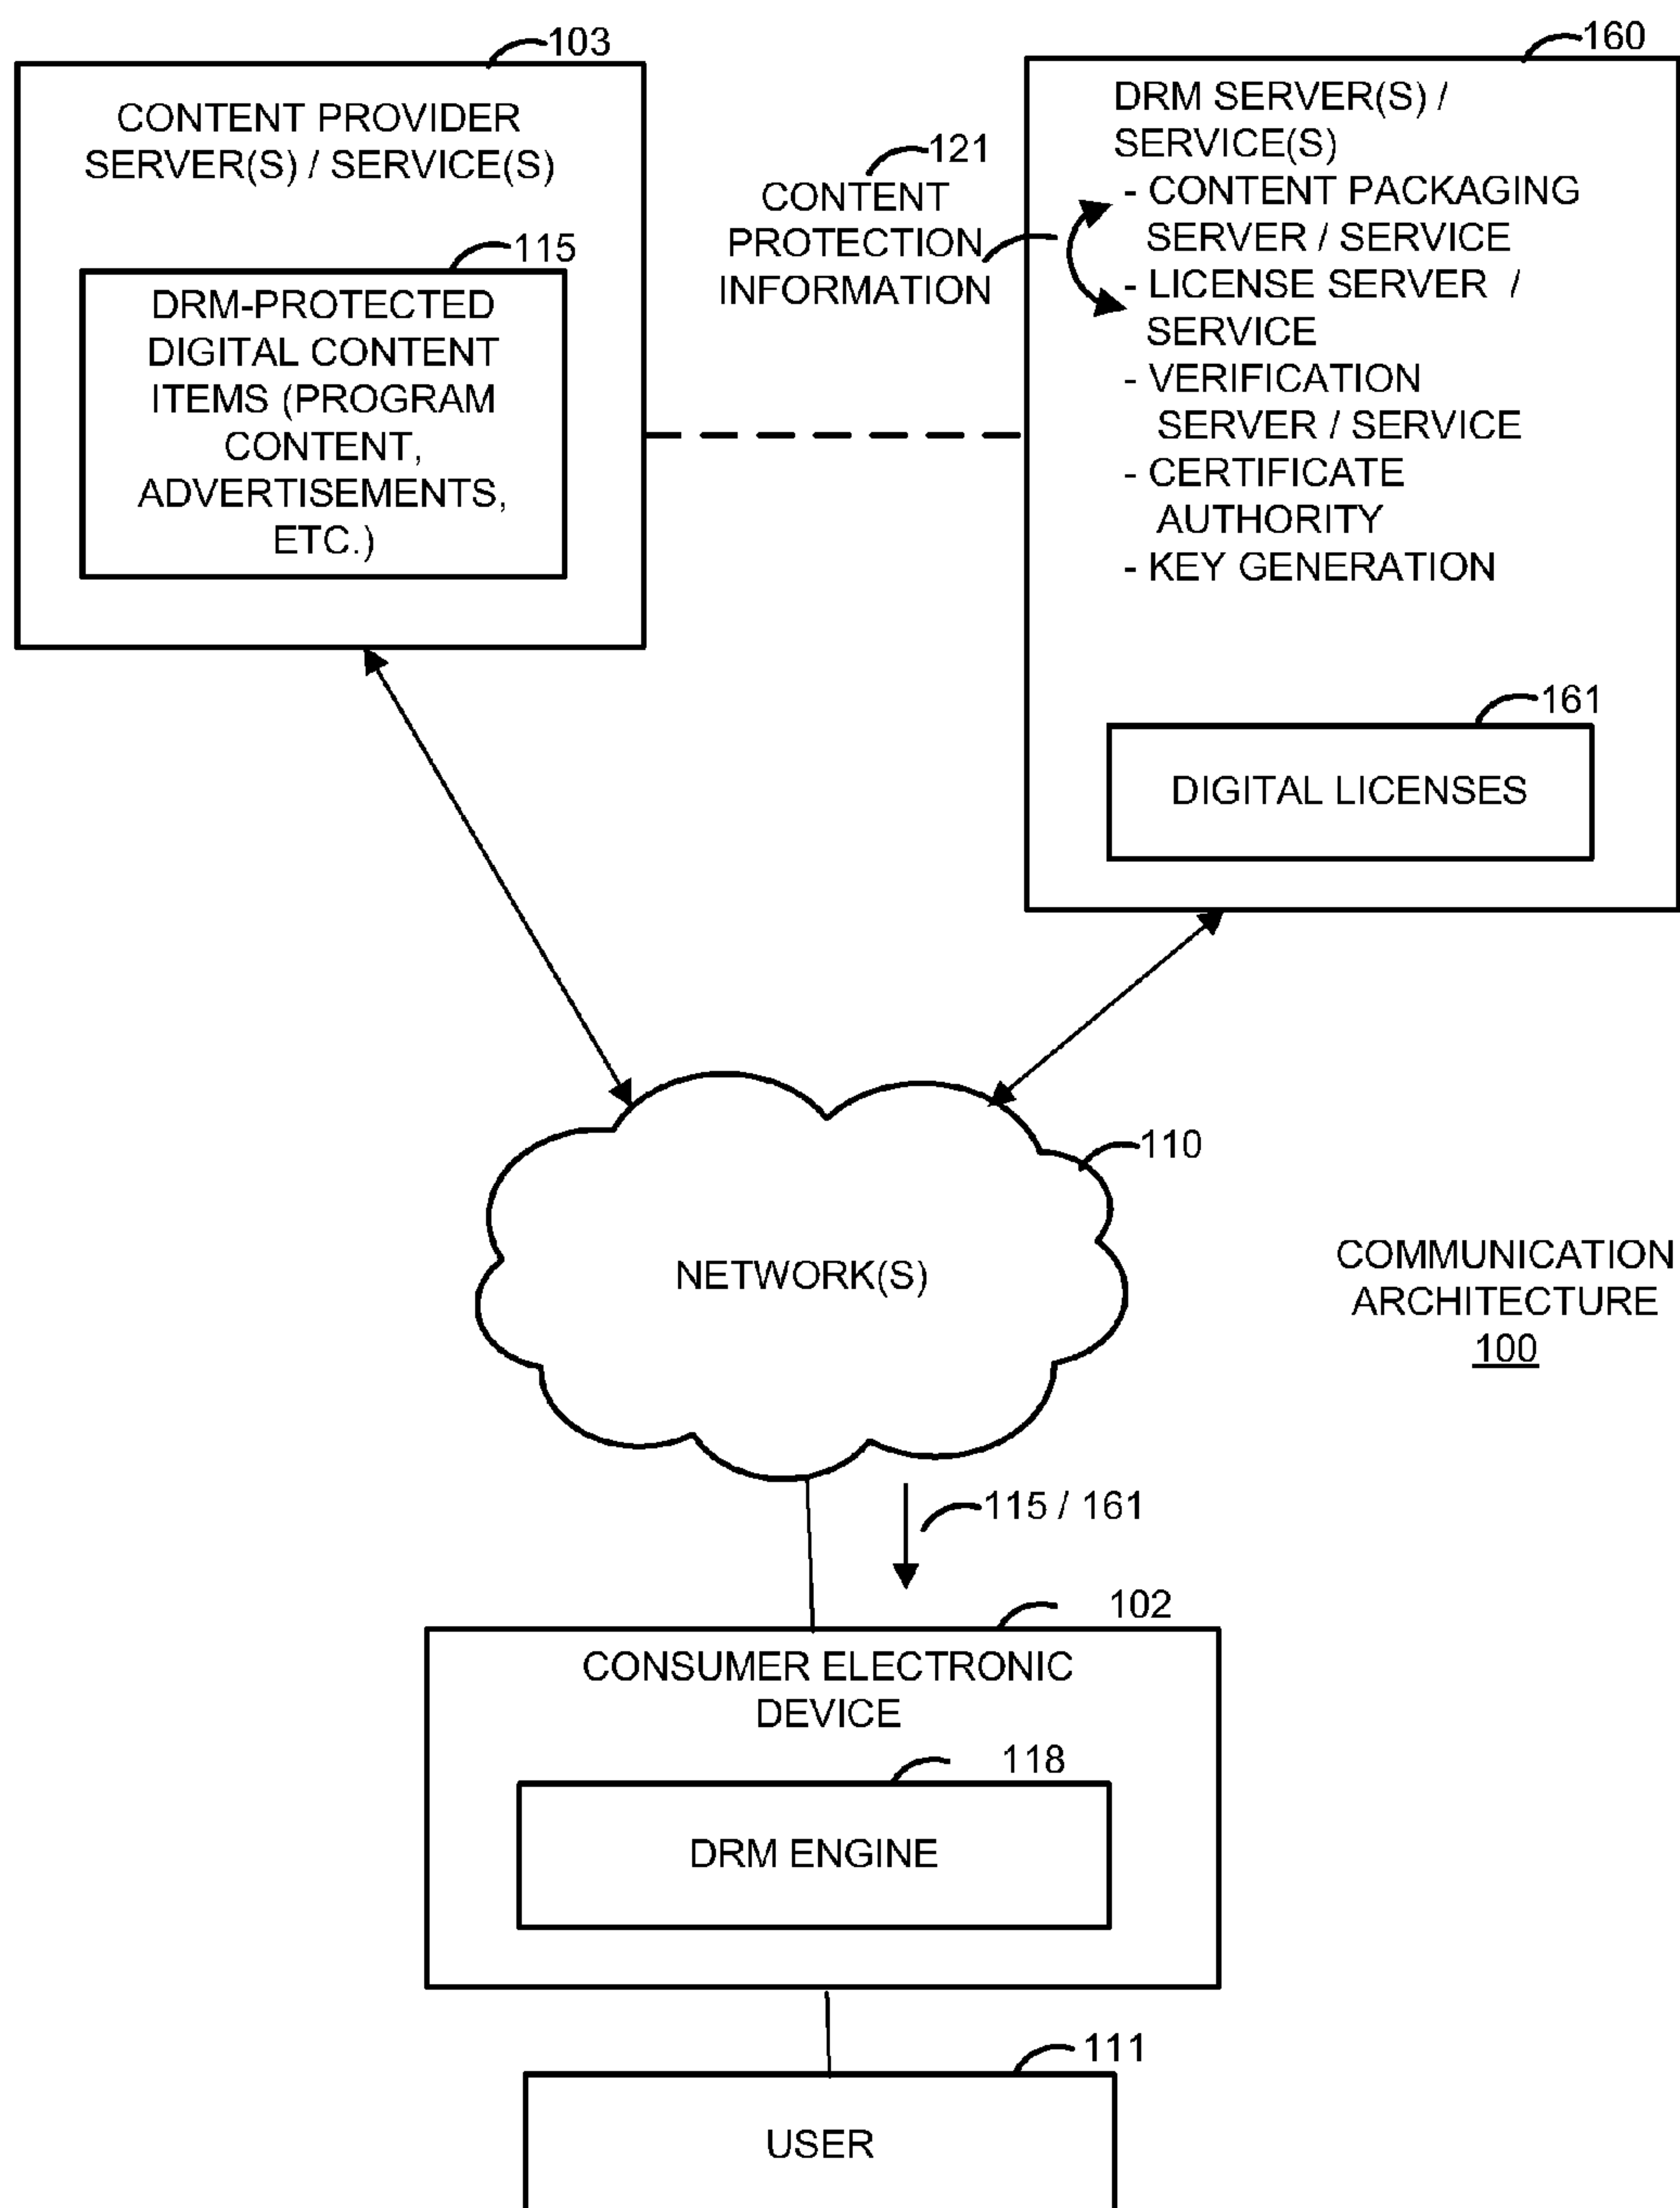 103
CONTENT PROVIDER
SERVER(S) / SERVICE(S)
115
DRM-PROTECTED
DIGITAL CONTENT
ITEMS (PROGRAM
CONTENT,
ADVERTISEMENTS,
ETC.)
121
CONTENT
PROTECTION
INFORMATION
160
DRM SERVER(S) /
SERVICE(S)
- CONTENT PACKAGING
SERVER / SERVICE
- LICENSE SERVER /
SERVICE
- VERIFICATION
SERVER / SERVICE
- CERTIFICATE
AUTHORITY
- KEY GENERATION
161
DIGITAL LICENSES
110
NETWORK(S)
COMMUNICATION
ARCHITECTURE
100
115 / 161
102
CONSUMER ELECTRONIC
DEVICE
118
DRM ENGINE
111
USER